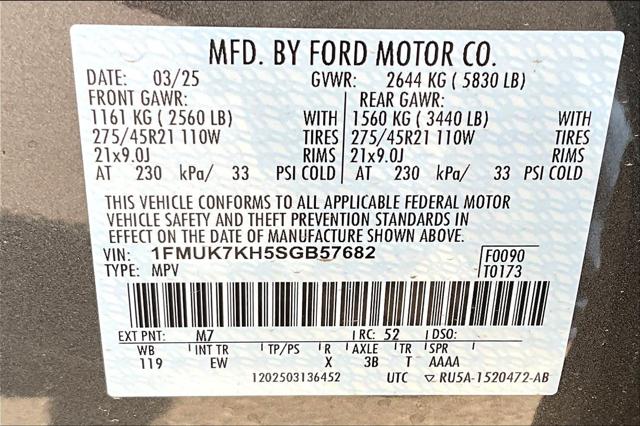 MFD. BY FORD MOTOR CO.
DATE: 03/25 GVWR: 2644 KG ( 5830 LB)
FRONT GAWR: REAR GAWR:
1161 KG ( 2560 LB) WITH 1560 KG ( 3440 LB) WITH
275/45R21 110W TIRES 275/45R21 110W TIRES
21x9.0J RIMS 21x9.0J RIMS
AT 230 kPa/ 33 PSI COLD AT 230 kPa/ 33 PSI COLD
THIS VEHICLE CONFORMS TO ALL APPLICABLE FEDERAL MOTOR
VEHICLE SAFETY AND THEFT PREVENTION STANDARDS IN
EFFECT ON THE DATE OF MANUFACTURE SHOWN ABOVE.
VIN: 1FMUK7KH5SGB57682 F0090
TYPE: MPV T0173
EXT PNT: M7 RC: 52 DSO:
WB INT TR TP/PS R AXLE TR SPR
119 EW X 3B T AAAA
1202503136452 UTC ▽ RU5A-1520472-AB